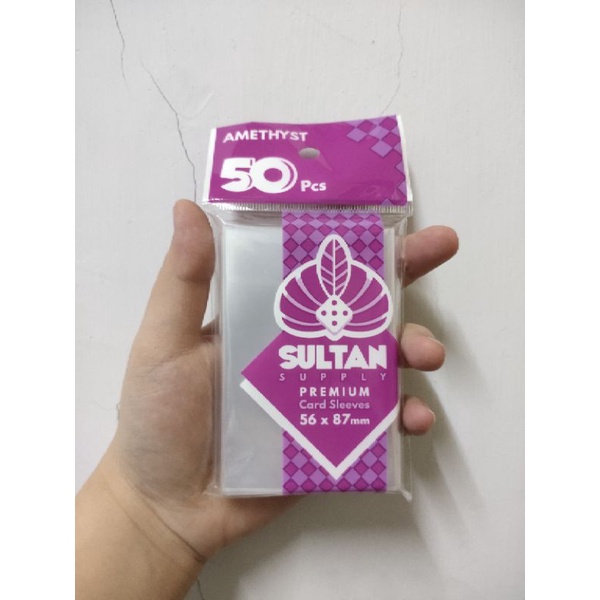 AMETHYST
50 Pcs
SULTAN
SUPPLY
PREMIUM
Card Sleeves
56 x 87mm